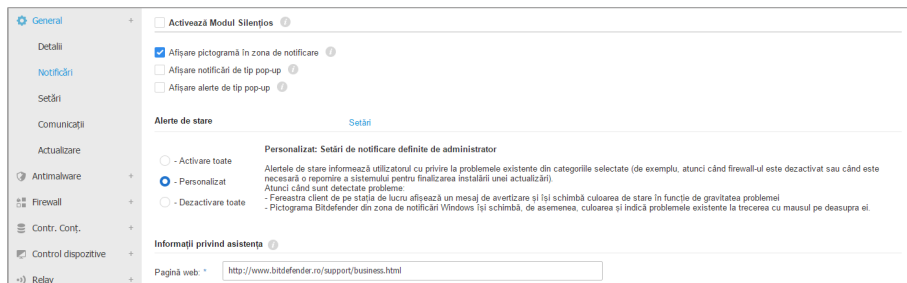 General
Detalii
Notificări
Setări
Comunicații
Actualizare
Antimalware
Firewall
Contr. Conț.
Control dispozitive
Relay
Activează Modul Silențios
Afișare pictogramă în zona de notificare
Afișare notificări de tip pop-up
Afișare alerte de tip pop-up
Alerte de stare
Setări
- Activare toate
- Personalizat
- Dezactivare toate
Personalizat: Setări de notificare definite de administrator
Alertele de stare informează utilizatorul cu privire la problemele existente din categoriile selectate (de exemplu, atunci când firewall-ul este dezactivat sau când este
necesară o repornire a sistemului pentru finalizarea instalării unei actualizări).
Atunci când sunt detectate probleme:
- Fereastra client de pe stația de lucru afișează un mesaj de avertizare și își schimbă culoarea de stare în funcție de gravitatea problemei
- Pictograma Bitdefender din zona de notificări Windows își schimbă, de asemenea, culoarea și indică problemele existente la trecerea cu mausul pe deasupra ei.
Informații privind asistența
Pagină web: *
http://www.bitdefender.ro/support/business.html